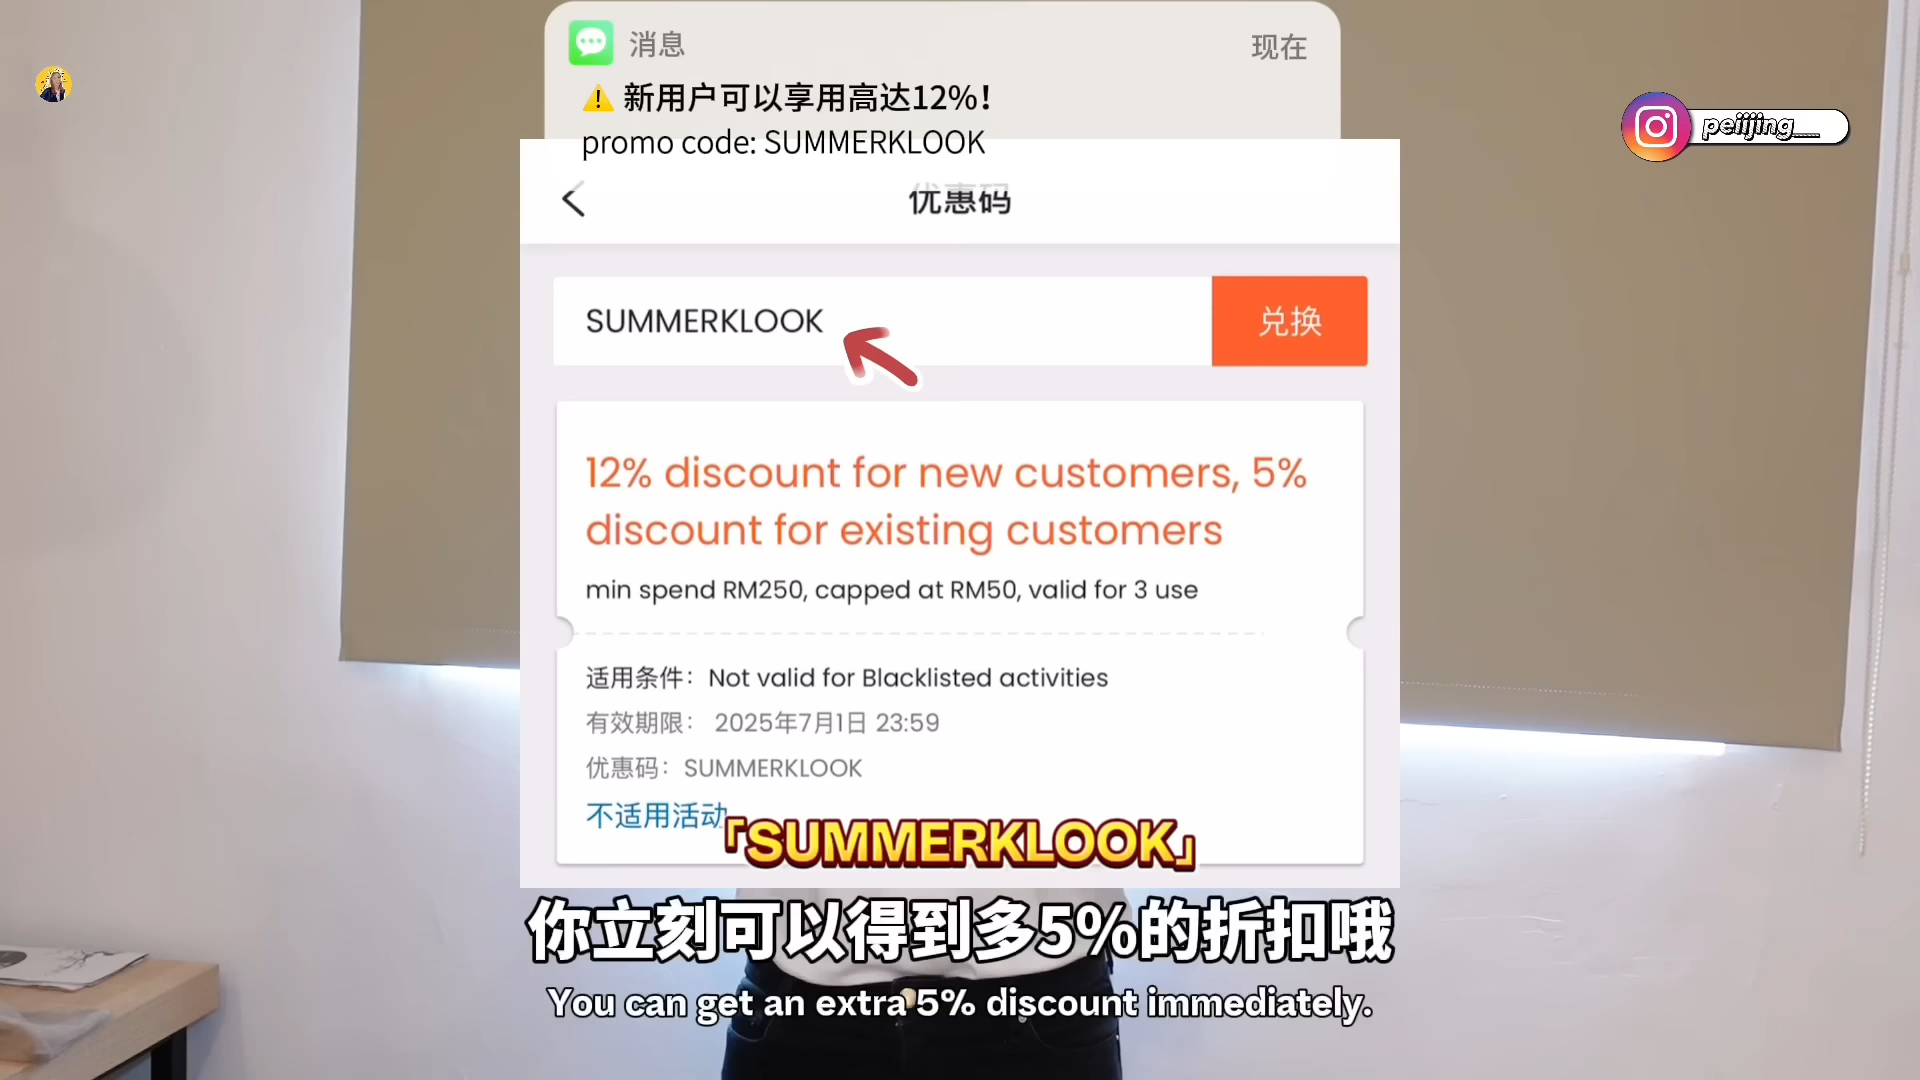 消息
现在
⚠️ 新用户可以享用高达12%!
promo code: SUMMERKLOOK
peiijing__
优惠码
SUMMERKLOOK
兑换
12% discount for new customers, 5%
discount for existing customers
min spend RM250, capped at RM50, valid for 3 use
适用条件: Not valid for Blacklisted activities
有效期限: 2025年7月1日 23:59
优惠码: SUMMERKLOOK
不适用活动
「SUMMERKLOOK」
你立刻可以得到多5%的折扣哦
You can get an extra 5% discount immediately.